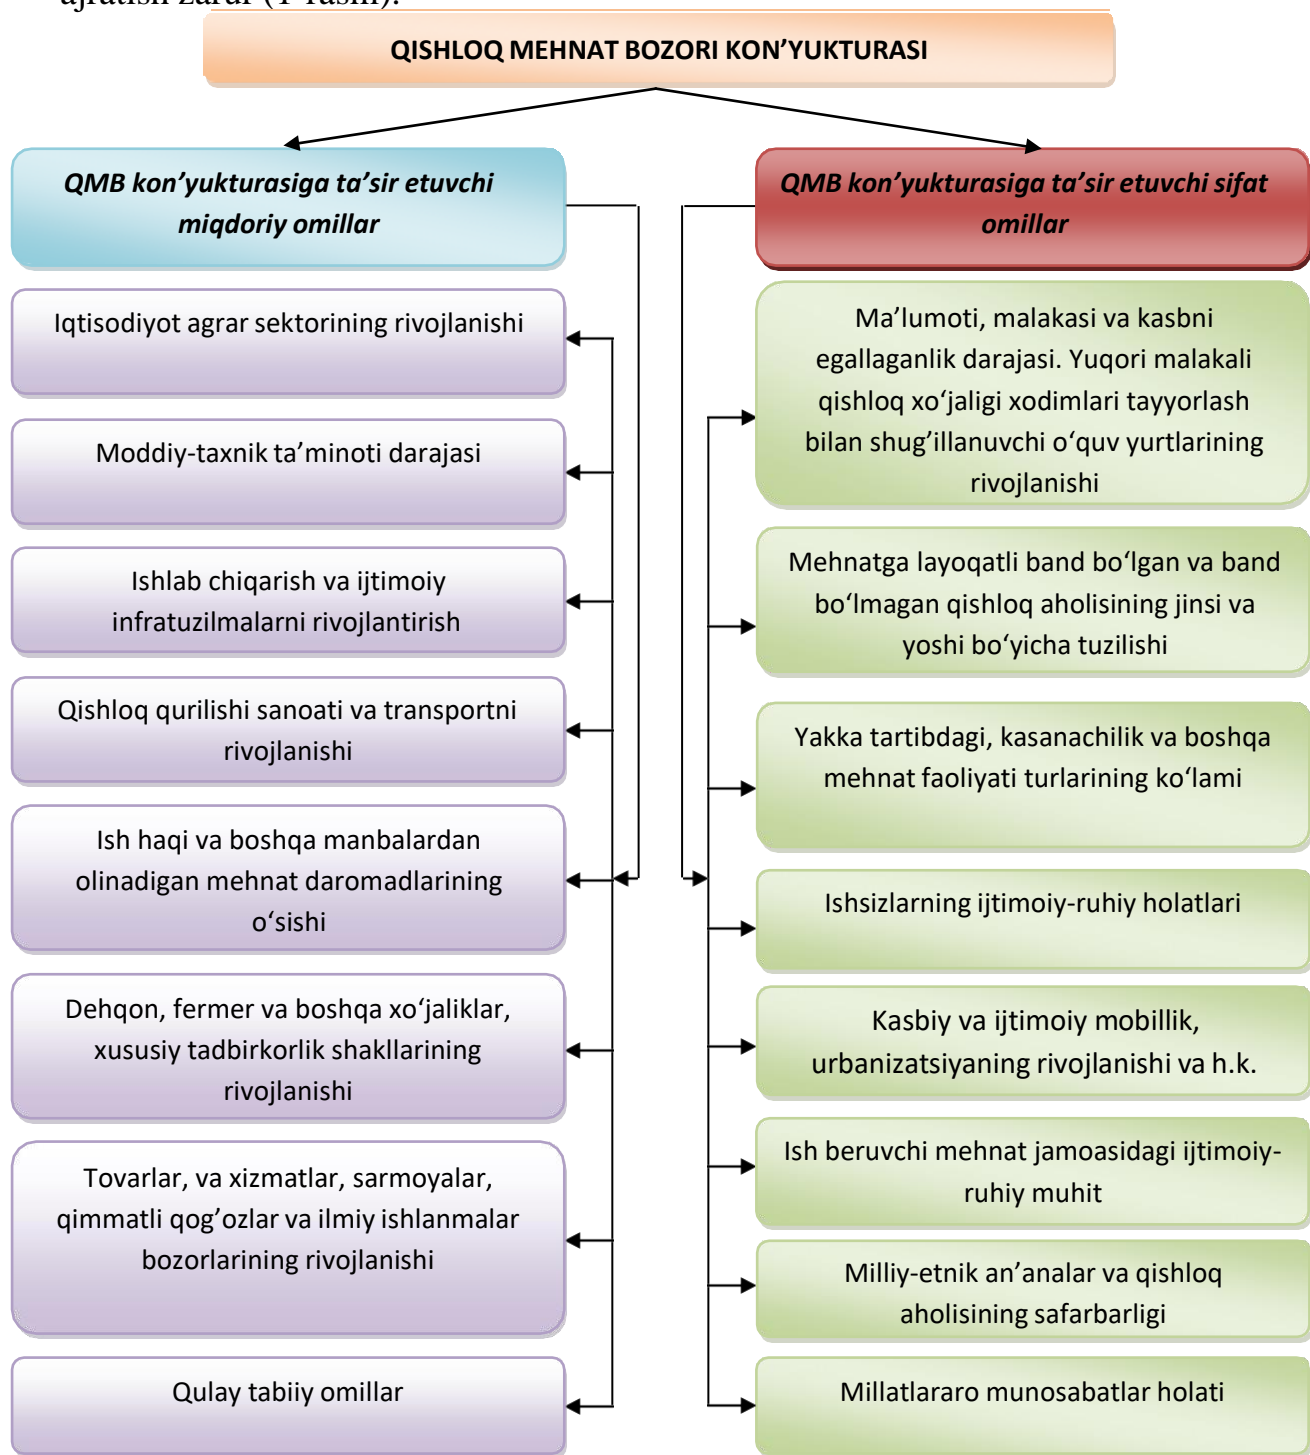 ajratish zarur (1-rasm).
QISHLOQ MEHNAT BOZORI KON’YUKTURASI
QMB kon’yukturasiga ta’sir etuvchi
miqdoriy omillar
Iqtisodiyot agrar sektorining rivojlanishi
Moddiy-taxnik ta’minoti darajasi
Ishlab chiqarish va ijtimoiy
infratuzilmalarni rivojlantirish
Qishloq qurilishi sanoati va transportni
rivojlanishi
Ish haqi va boshqa manbalardan
olinadigan mehnat daromadlarining
o‘sishi
Dehqon, fermer va boshqa xo‘jaliklar,
xususiy tadbirkorlik shakllarining
rivojlanishi
Tovarlar, va xizmatlar, sarmoyalar,
qimmatli qog’ozlar va ilmiy ishlanmalar
bozorlarining rivojlanishi
Qulay tabiiy omillar
QMB kon’yukturasiga ta’sir etuvchi sifat
omillar
Ma’lumoti, malakasi va kasbni
egallaganlik darajasi. Yuqori malakali
qishloq xo‘jaligi xodimlari tayyorlash
bilan shug’illanuvchi o‘quv yurtlarining
rivojlanishi
Mehnatga layoqatli band bo‘lgan va band
bo‘lmagan qishloq aholisining jinsi va
yoshi bo‘yicha tuzilishi
Yakka tartibdagi, kasanachilik va boshqa
mehnat faoliyati turlarining ko‘lami
Ishsizlarning ijtimoiy-ruhiy holatlari
Kasbiy va ijtimoiy mobillik,
urbanizatsiyaning rivojlanishi va h.k.
Ish beruvchi mehnat jamoasidagi ijtimoiy-
ruhiy muhit
Milliy-etnik an’analar va qishloq
aholisining safarbarligi
Millatlararo munosabatlar holati